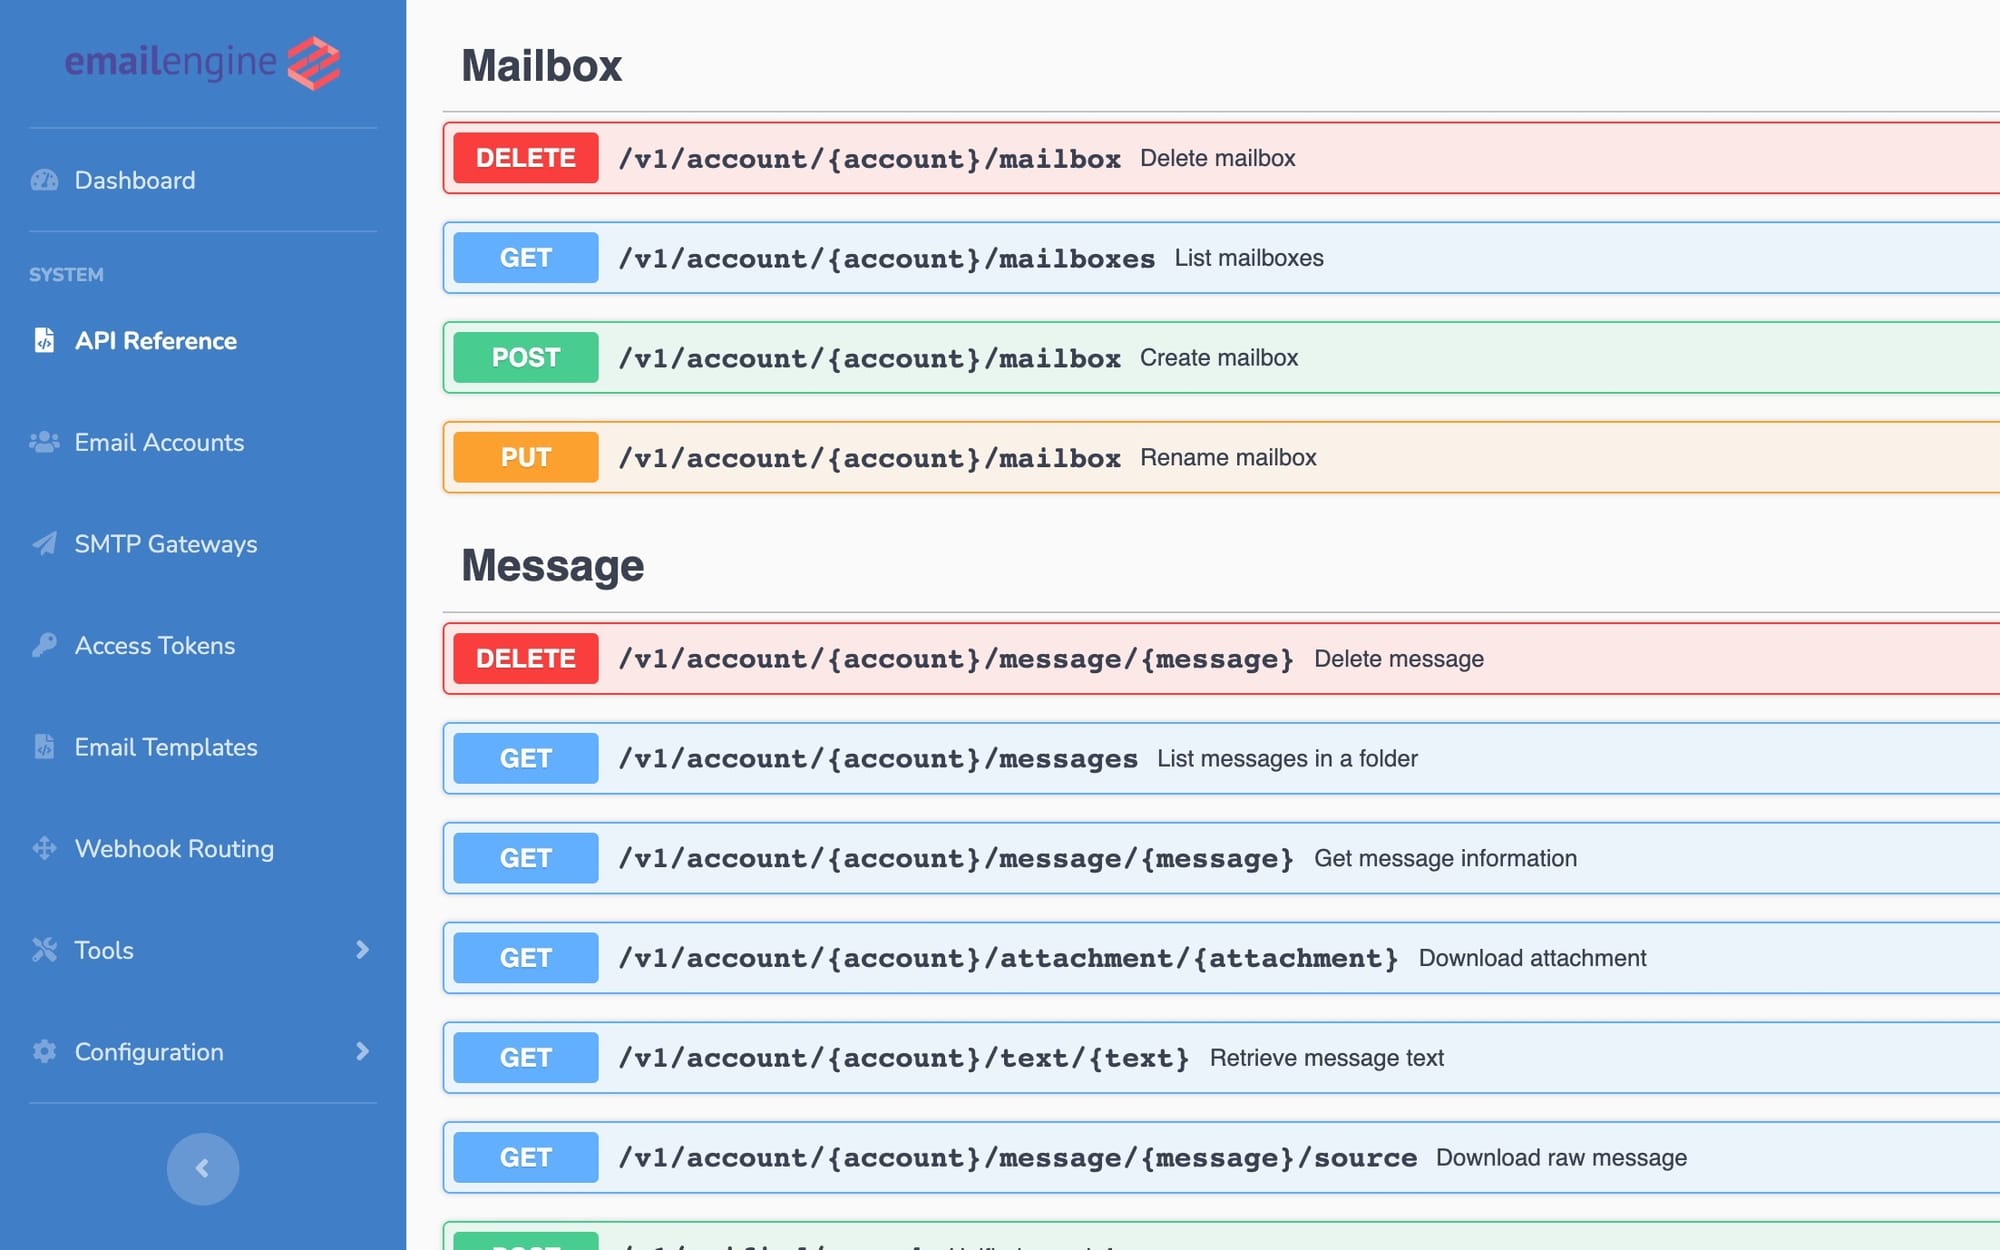 emailengine
Dashboard
SYSTEM
API Reference
Email Accounts
SMTP Gateways
Access Tokens
Email Templates
Webhook Routing
Tools
Configuration
Mailbox
DELETE /v1/account/{account}/mailbox Delete mailbox
GET /v1/account/{account}/mailboxes List mailboxes
POST /v1/account/{account}/mailbox Create mailbox
PUT /v1/account/{account}/mailbox Rename mailbox
Message
DELETE /v1/account/{account}/message/{message} Delete message
GET /v1/account/{account}/messages List messages in a folder
GET /v1/account/{account}/message/{message} Get message information
GET /v1/account/{account}/attachment/{attachment} Download attachment
GET /v1/account/{account}/text/{text} Retrieve message text
GET /v1/account/{account}/message/{message}/source Download raw message
POST